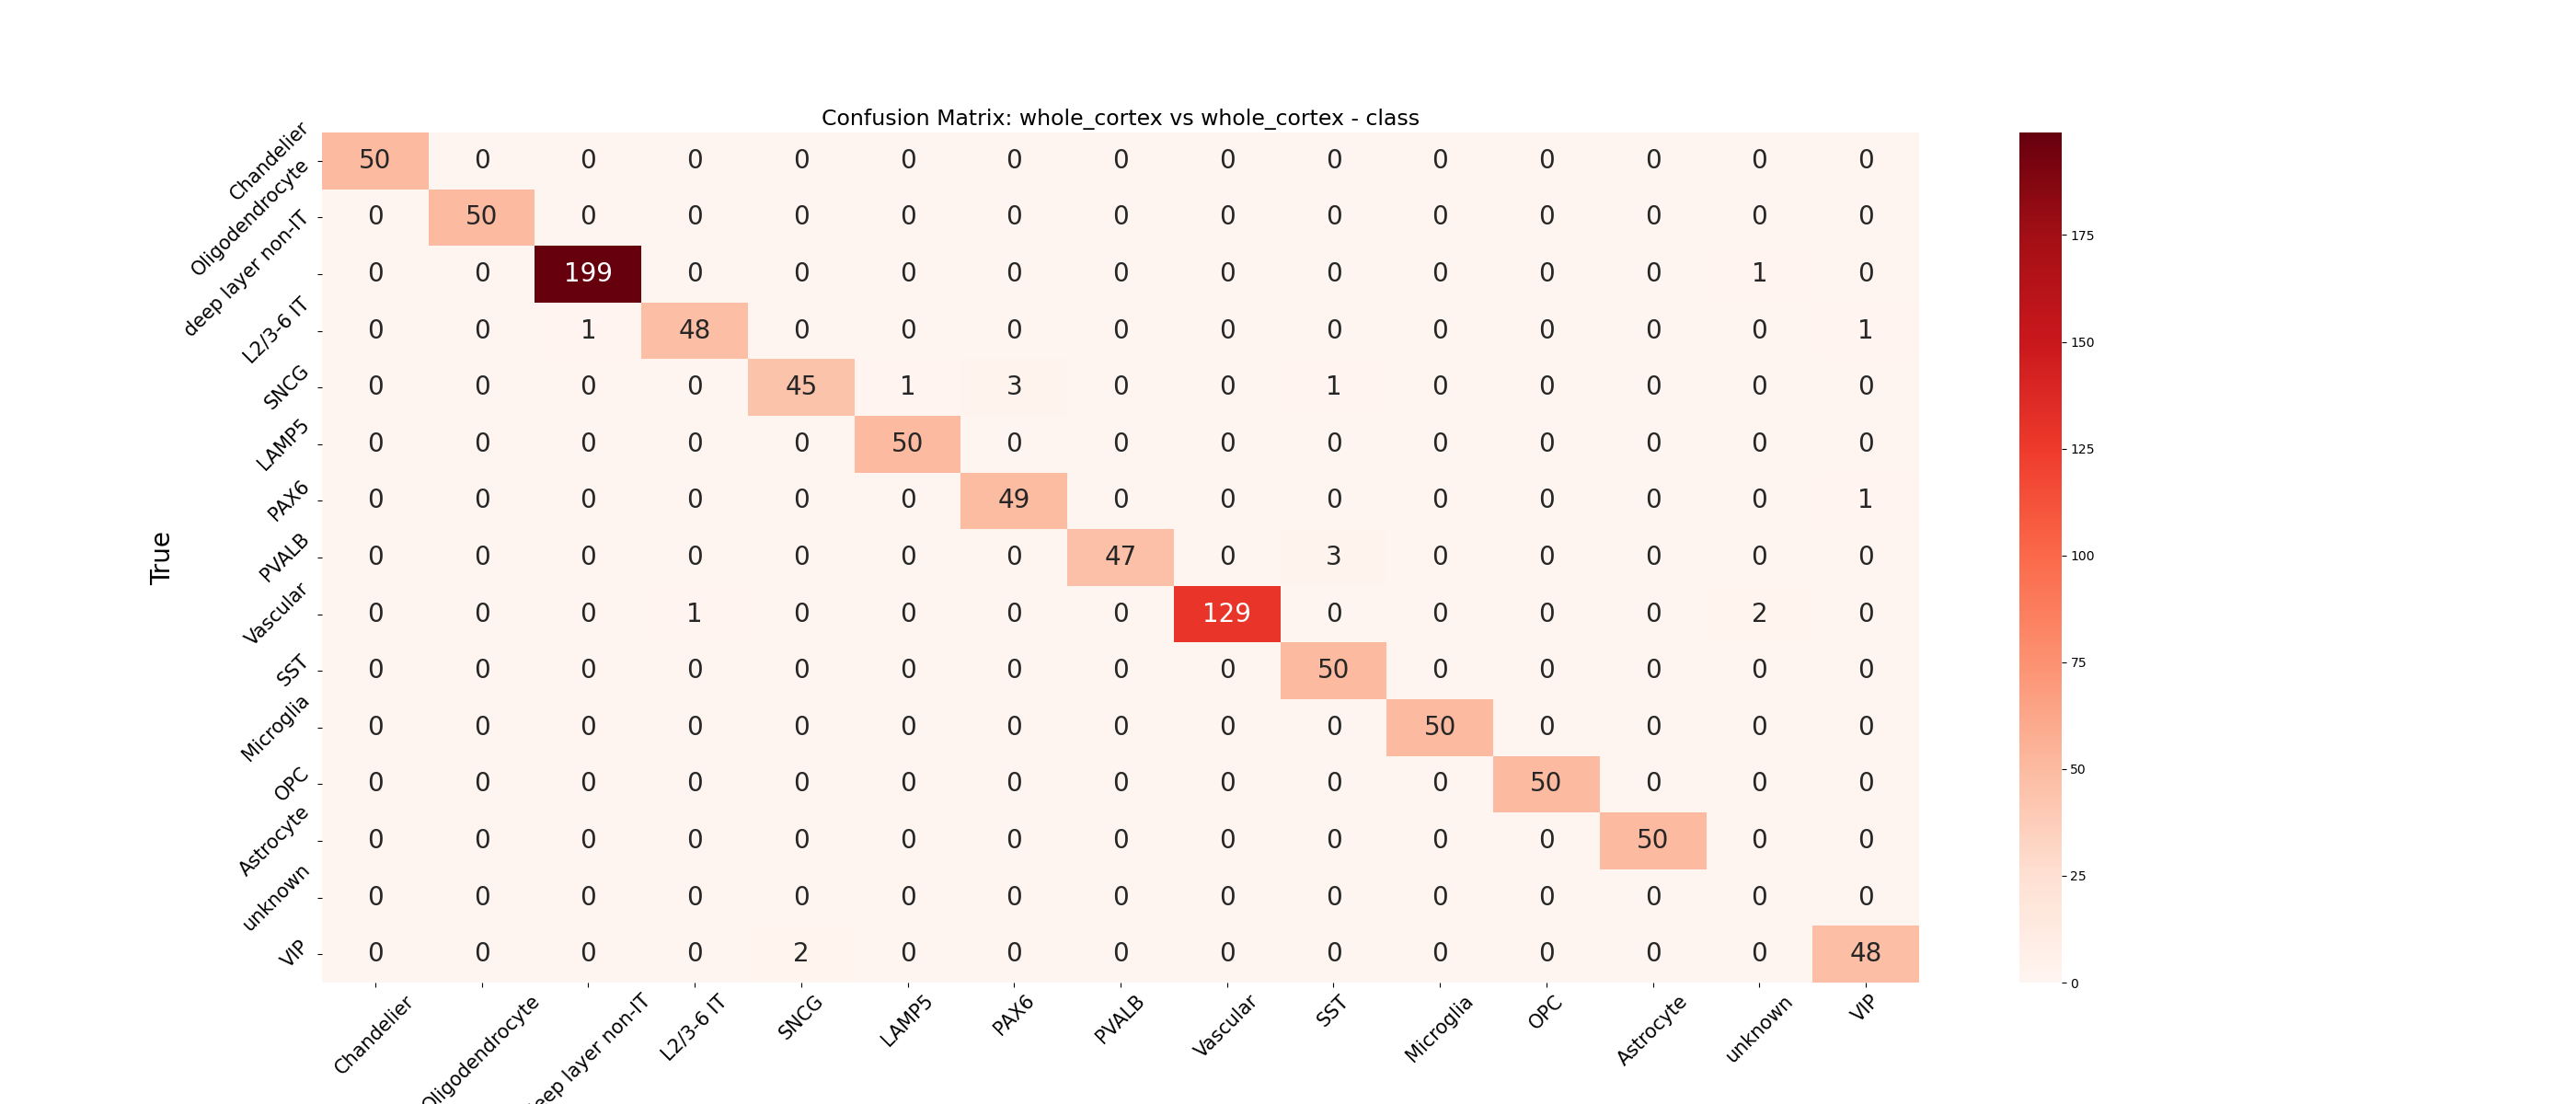 Confusion Matrix: whole_cortex vs whole_cortex - class
Chandelier 50 0 0 0 0 0 0 0 0 0 0 0 0 0 0
Oligodendrocyte 0 50 0 0 0 0 0 0 0 0 0 0 0 0 0
deep layer non-IT 0 0 199 0 0 0 0 0 0 0 0 0 0 1 0
L2/3-6 IT 0 0 1 48 0 0 0 0 0 0 0 0 0 0 1
SNCG 0 0 0 0 45 1 3 0 0 1 0 0 0 0 0
LAMP5 0 0 0 0 0 50 0 0 0 0 0 0 0 0 0
PAX6 0 0 0 0 0 0 49 0 0 0 0 0 0 0 1
PVALB 0 0 0 0 0 0 0 47 0 3 0 0 0 0 0
Vascular 0 0 0 1 0 0 0 0 129 0 0 0 0 2 0
SST 0 0 0 0 0 0 0 0 0 50 0 0 0 0 0
Microglia 0 0 0 0 0 0 0 0 0 0 50 0 0 0 0
OPC 0 0 0 0 0 0 0 0 0 0 0 50 0 0 0
Astrocyte 0 0 0 0 0 0 0 0 0 0 0 0 50 0 0
unknown 0 0 0 0 0 0 0 0 0 0 0 0 0 0 0
VIP 0 0 0 0 2 0 0 0 0 0 0 0 0 0 48
True
Chandelier Oligodendrocyte eep layer non-IT L2/3-6 IT SNCG LAMP5 PAX6 PVALB Vascular SST Microglia OPC Astrocyte unknown VIP
175
150
125
100
75
50
25
0